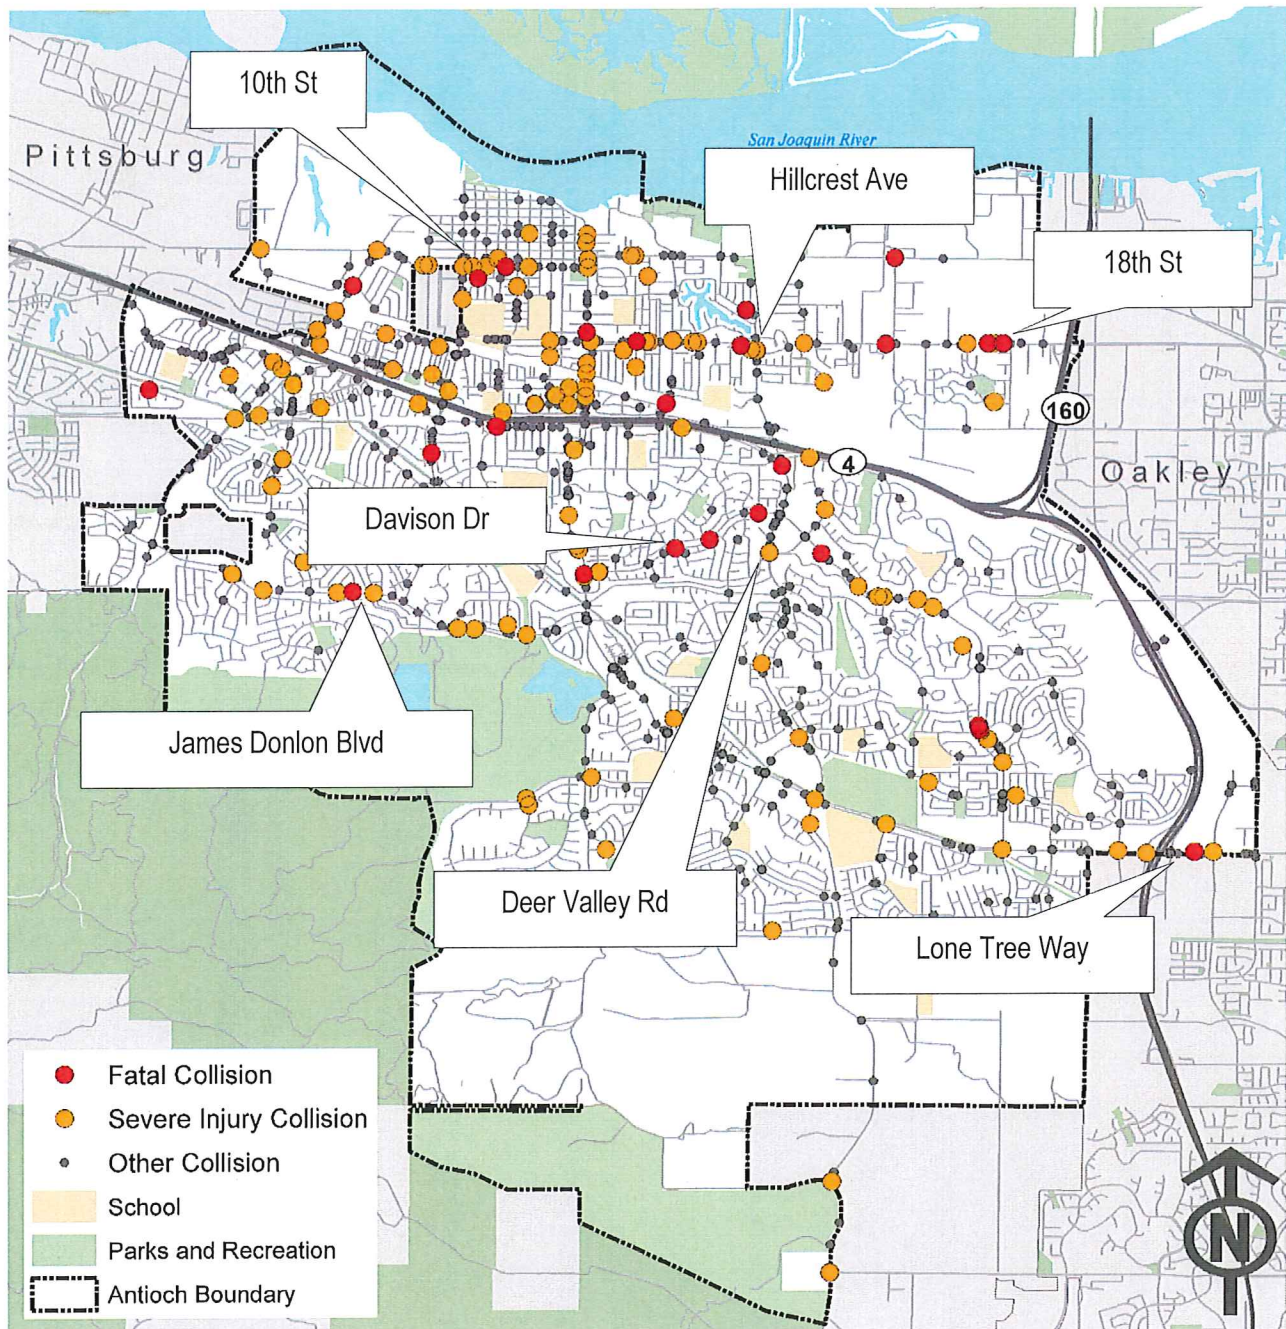 10th St
San Joaquin River
Pittsburg
Hillcrest Ave
18th St
160
4
Oakley
Davison Dr
James Donlon Blvd
Deer Valley Rd
Lone Tree Way
Fatal Collision
Severe Injury Collision
Other Collision
School
Parks and Recreation
Antioch Boundary
N